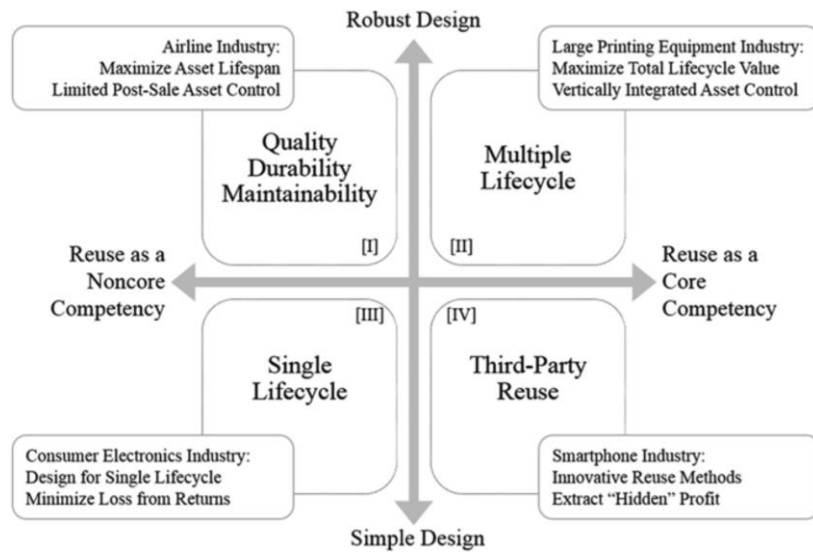 Robust Design
Airline Industry:
Maximize Asset Lifespan
Limited Post-Sale Asset Control
Large Printing Equipment Industry:
Maximize Total Lifecycle Value
Vertically Integrated Asset Control
Quality
Durability
Maintainability
[I]
Multiple
Lifecycle
[II]
Reuse as a
Noncore
Competency
Reuse as a
Core
Competency
[III]
Single
Lifecycle
[IV]
Third-Party
Reuse
Consumer Electronics Industry:
Design for Single Lifecycle
Minimize Loss from Returns
Smartphone Industry:
Innovative Reuse Methods
Extract “Hidden” Profit
Simple Design